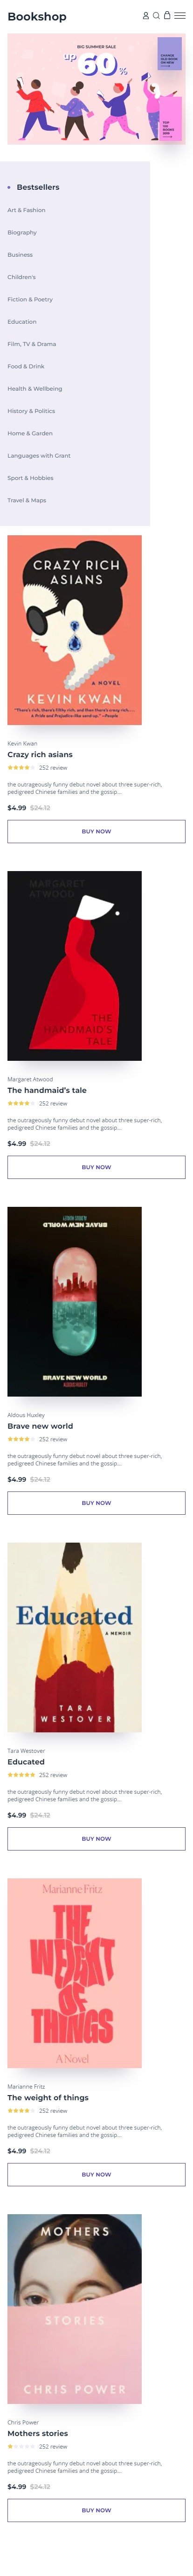 Bookshop
BIG SUMMER SALE
up 60 %
CHANGE
OLD BOOK
ON NEW
TOP
100
BOOKS
2022
Bestsellers
Art & Fashion
Biography
Business
Children's
Fiction & Poetry
Education
Film, TV & Drama
Food & Drink
Health & Wellbeing
History & Politics
Home & Garden
Languages with Grant
Sport & Hobbies
Travel & Maps
CRAZY RICH
ASIANS
A NOVEL
KEVIN KWAN
Kevin Kwan
Crazy rich asians
252 review
the outrageously funny debut novel about three super-rich,
pedigreed Chinese families and the gossip...
$4.99 $24.12
BUY NOW
MARGARET
ATWOOD
THE
HANDMAID'S
TALE
Margaret Atwood
The handmaid's tale
252 review
the outrageously funny debut novel about three super-rich,
pedigreed Chinese families and the gossip...
$4.99 $24.12
BUY NOW
ALDOUS HUXLEY
BRAVE NEW WORLD
BRAVE NEW WORLD
ALDOUS HUXLEY
Aldous Huxley
Brave new world
252 review
the outrageously funny debut novel about three super-rich,
pedigreed Chinese families and the gossip...
$4.99 $24.12
BUY NOW
Educated
A MEMOIR
TARA
WESTOVER
Tara Westover
Educated
252 review
the outrageously funny debut novel about three super-rich,
pedigreed Chinese families and the gossip...
$4.99 $24.12
BUY NOW
Marianne Fritz
THE
WEIGHT
OF
THINGS
A Novel
Marianne Fritz
The weight of things
252 review
the outrageously funny debut novel about three super-rich,
pedigreed Chinese families and the gossip...
$4.99 $24.12
BUY NOW
MOTHERS
STORIES
CHRIS POWER
Chris Power
Mothers stories
252 review
the outrageously funny debut novel about three super-rich,
pedigreed Chinese families and the gossip...
$4.99 $24.12
BUY NOW